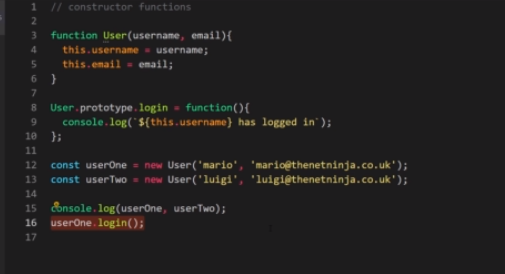 1 // constructor functions
2
3 function User(username, email){
4 this.username = username;
5 this.email = email;
6 }
7
8 User.prototype.login = function(){
9 console.log(`${this.username} has logged in`);
10 };
11
12 const userOne = new User('mario', 'mario@thenetninja.co.uk');
13 const userTwo = new User('luigi', 'luigi@thenetninja.co.uk');
14
15 console.log(userOne, userTwo);
16 userOne.login();
17